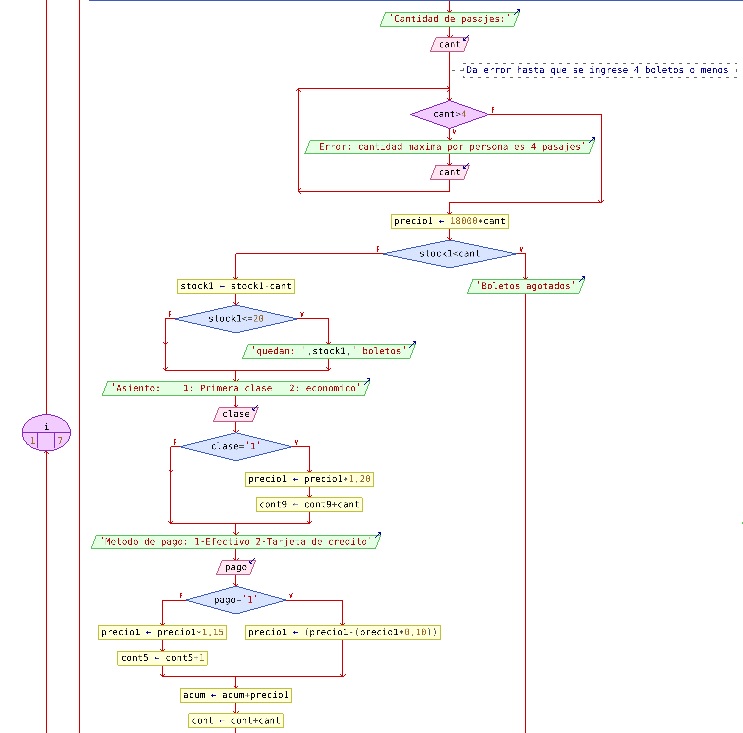 'Cantidad de pasajes:'
cant
Da error hasta que se ingrese 4 boletos o menos
cant>4
F
V
Error: cantidad maxima por persona es 4 pasajes'
cant
precio1 ← 18000*cant
F
stock1<cant
V
stock1 ← stock1-cant
'Boletos agotados'
F
stock1<=20
V
'quedan: ',stock1,' boletos'
'Asiento: 1: Primera clase 2: economico'
clase
i
1
7
F
clase='1'
V
precio1 ← precio1*1,20
cont9 ← cont9+cant
'Metodo de pago: 1-Efectivo 2-Tarjeta de credito'
pago
F
pago='1'
V
precio1 ← precio1*1,15
precio1 ← (precio1-(precio1*0,10))
cont5 ← cont5+1
acum ← acum+precio1
cont ← cont+cant